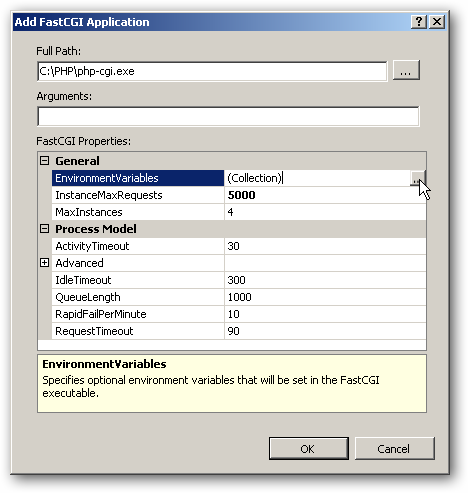 Add FastCGI Application
Full Path:
C:\PHP\php-cgi.exe
...
Arguments:
FastCGI Properties:
General
EnvironmentVariables (Collection) ...
InstanceMaxRequests 5000
MaxInstances 4
Process Model
ActivityTimeout 30
Advanced
IdleTimeout 300
QueueLength 1000
RapidFailPerMinute 10
RequestTimeout 90
EnvironmentVariables
Specifies optional environment variables that will be set in the FastCGI
executable.
OK Cancel